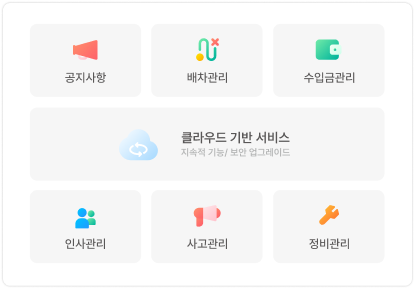 공지사항
배차관리
수입금관리
클라우드 기반 서비스
지속적 기능/ 보안 업그레이드
인사관리
사고관리
정비관리